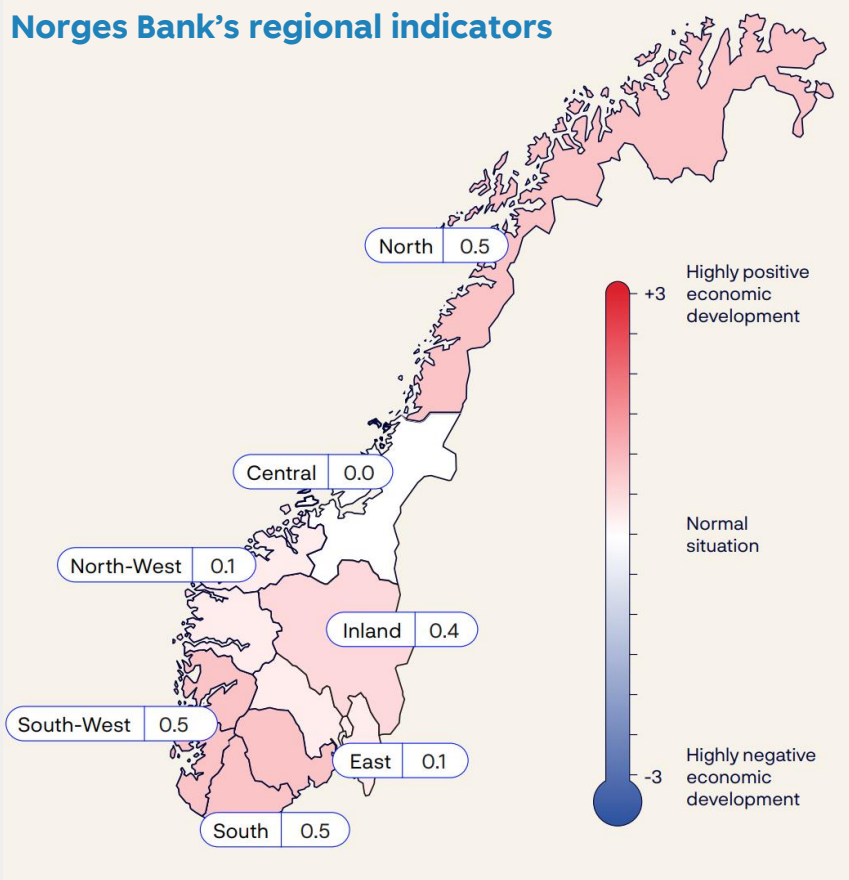 Norges Bank’s regional indicators
North 0.5
+3
Highly positive
economic
development
Central 0.0
Normal
situation
North-West 0.1
Inland 0.4
South-West 0.5
East 0.1
-3
Highly negative
economic
development
South 0.5